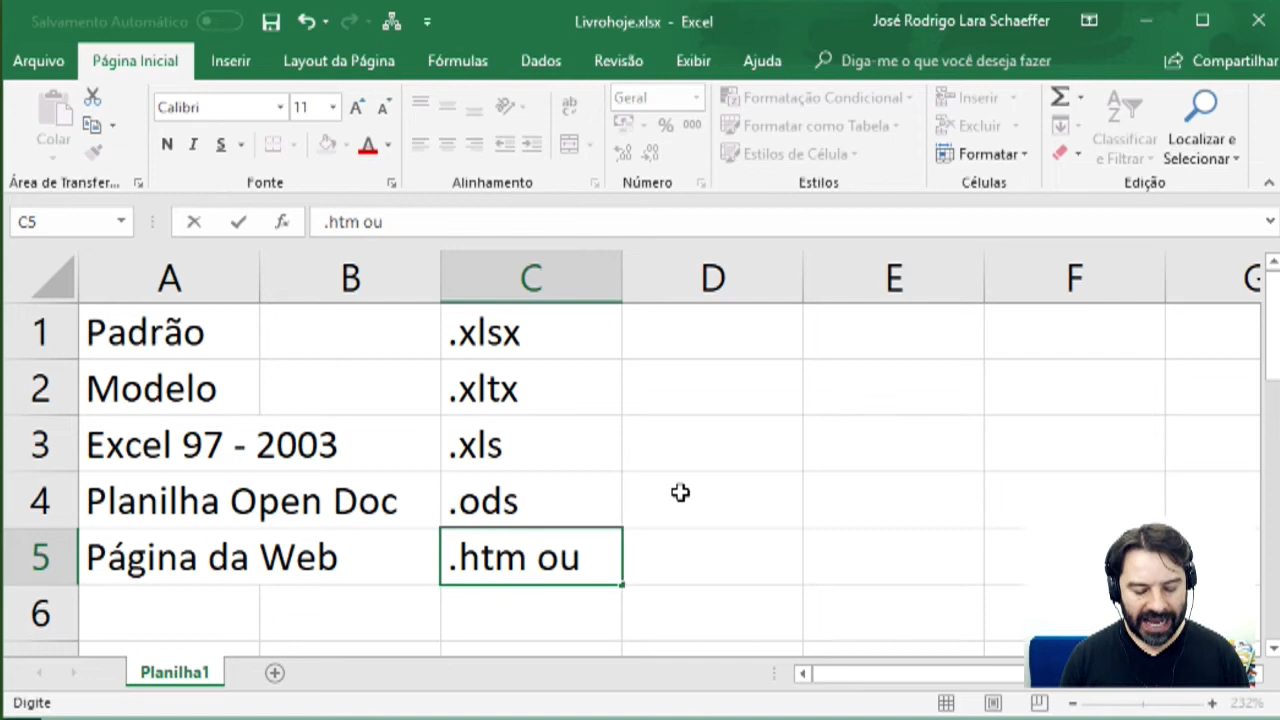 Salvamento Automático
Livrohoje.xlsx - Excel
José Rodrigo Lara Schaeffer
Arquivo Página Inicial Inserir Layout da Página Fórmulas Dados Revisão Exibir Ajuda Diga-me o que você deseja fazer Compartilhar
Colar
Calibri 11
Geral
Formatação Condicional
Formatar como Tabela
Estilos de Célula
Inserir
Excluir
Formatar
Classificar
e Filtrar
Localizar e
Selecionar
N I S A
% 000
Área de Transfer... Fonte Alinhamento Número Estilos Células Edição
C5 fx .htm ou
A B C D E F G
1 Padrão .xlsx
2 Modelo .xltx
3 Excel 97 - 2003 .xls
4 Planilha Open Doc .ods
5 Página da Web .htm ou
6
Planilha1
Digite 232%